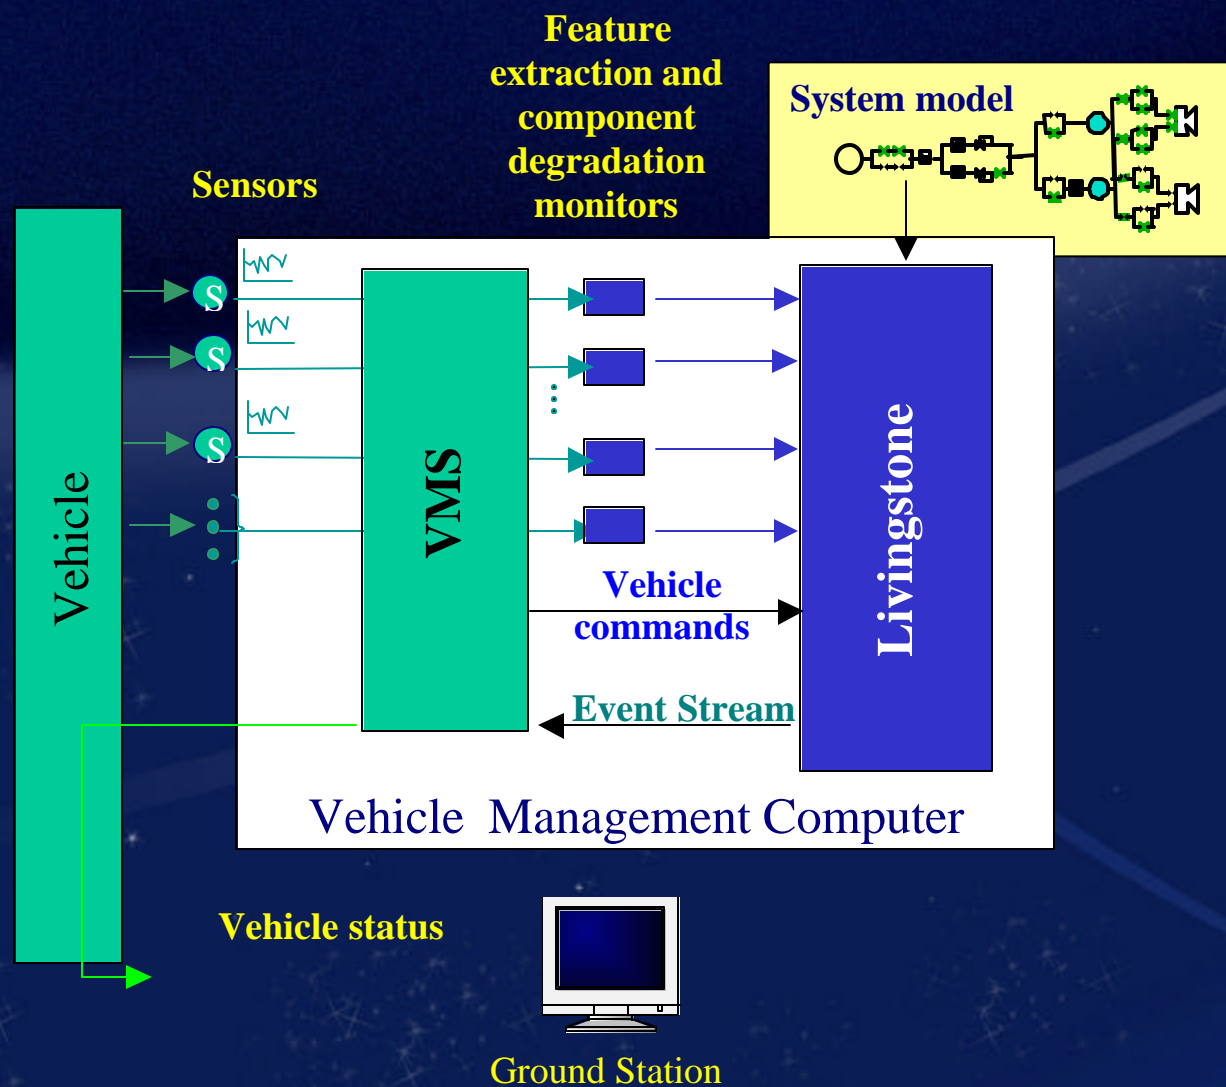 Feature
extraction and
component
degradation
monitors
System model
Sensors
S
S
S
Vehicle
VMS
Livingstone
Vehicle
commands
Event Stream
Vehicle Management Computer
Vehicle status
Ground Station